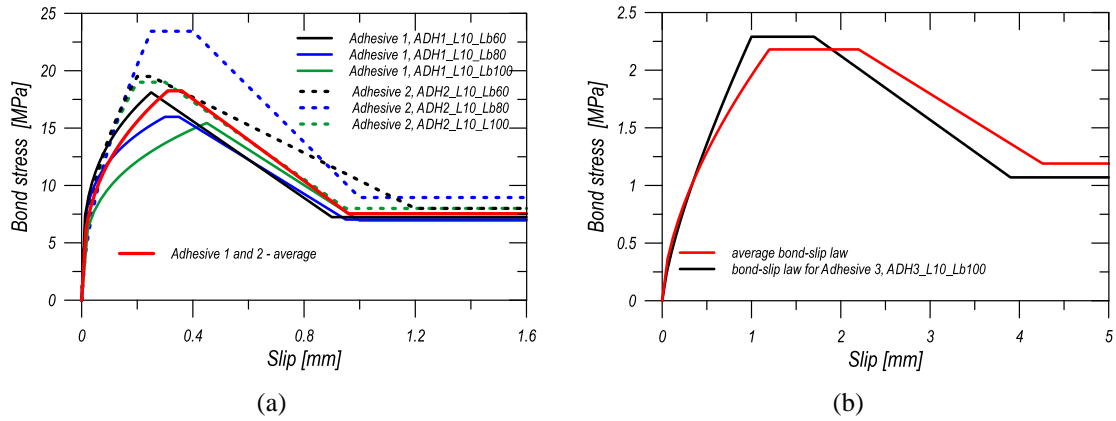 25
20
15
10
5
0
Bond stress [MPa]
Adhesive 1, ADH1_L10_Lb60
Adhesive 1, ADH1_L10_Lb80
Adhesive 1, ADH1_L10_Lb100
Adhesive 2, ADH2_L10_Lb60
Adhesive 2, ADH2_L10_Lb80
Adhesive 2, ADH2_L10_L100
Adhesive 1 and 2 - average
0 0.4 0.8 1.2 1.6
Slip [mm]
(a)
2.5
2
1.5
1
0.5
0
Bond stress [MPa]
average bond-slip law
bond-slip law for Adhesive 3, ADH3_L10_Lb100
0 1 2 3 4 5
Slip [mm]
(b)